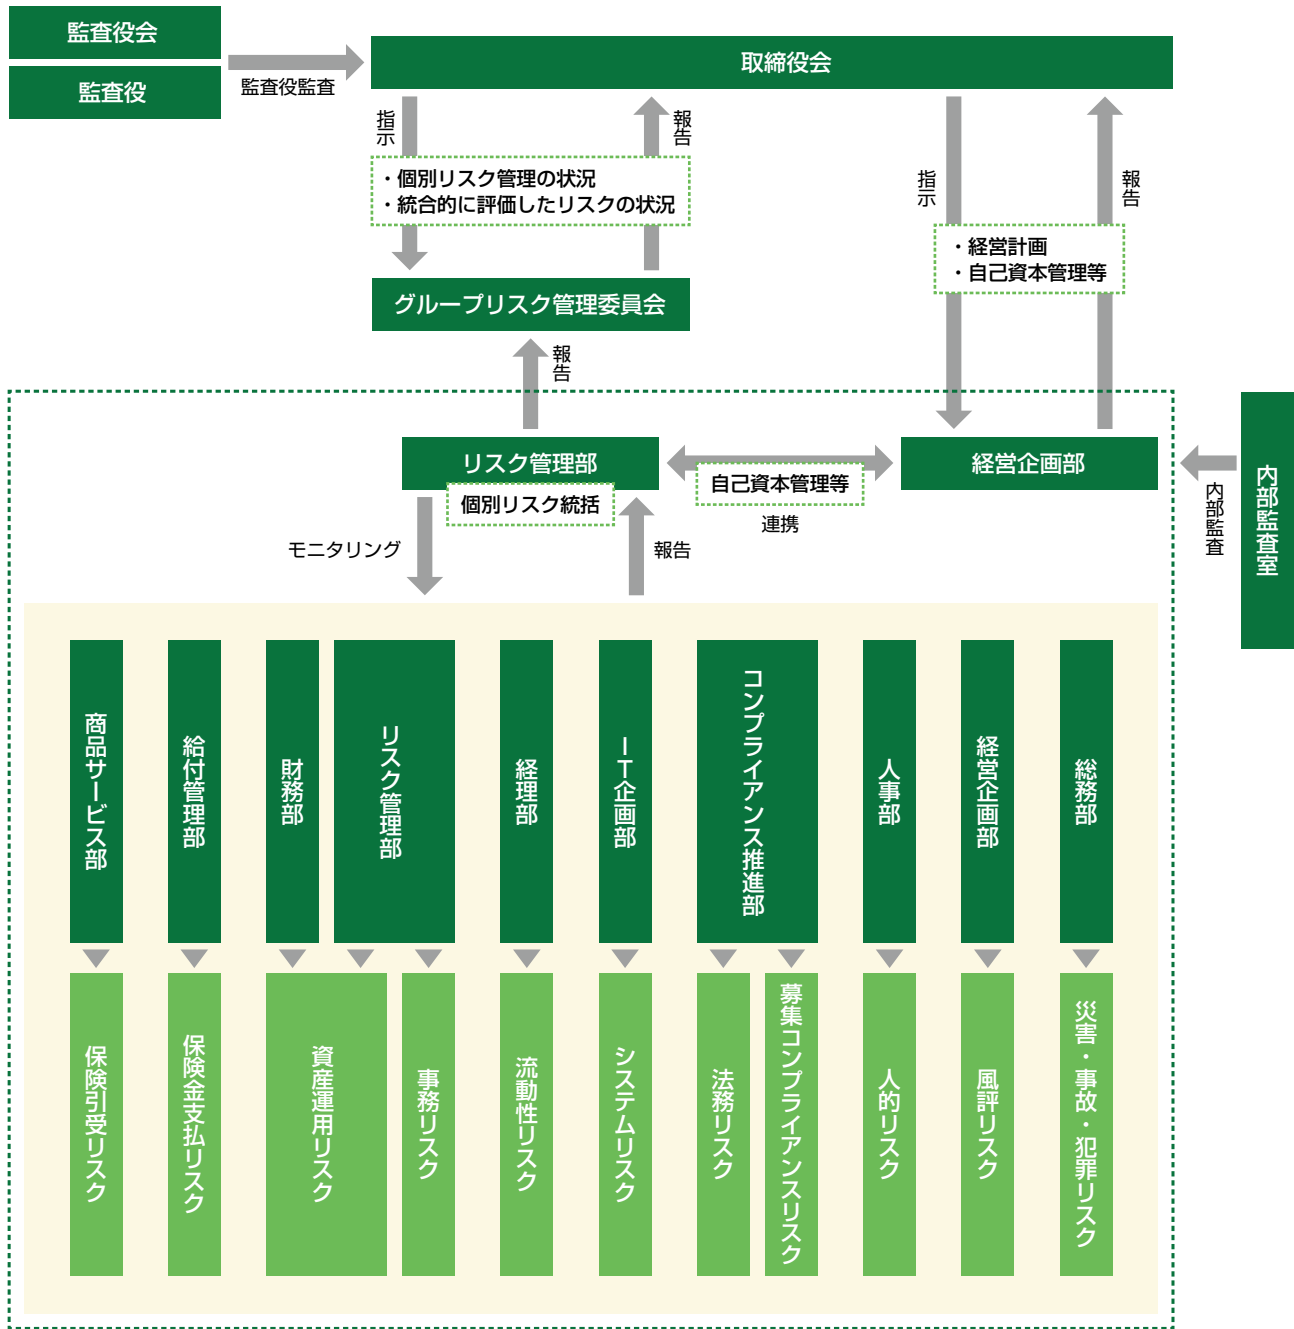 監査役会
監査役
監査役監査
取締役会
指示
報告
・個別リスク管理の状況
・統合的に評価したリスクの状況
指示
報告
・経営計画
・自己資本管理等
グループリスク管理委員会
報告
リスク管理部
個別リスク統括
自己資本管理等
連携
経営企画部
内部監査
内部監査室
モニタリング
報告
商品サービス部
給付管理部
財務部
リスク管理部
経理部
IT企画部
コンプライアンス推進部
人事部
経営企画部
総務部
保険引受リスク
保険金支払リスク
資産運用リスク
事務リスク
流動性リスク
システムリスク
法務リスク
募集コンプライアンスリスク
人的リスク
風評リスク
災害・事故・犯罪リスク